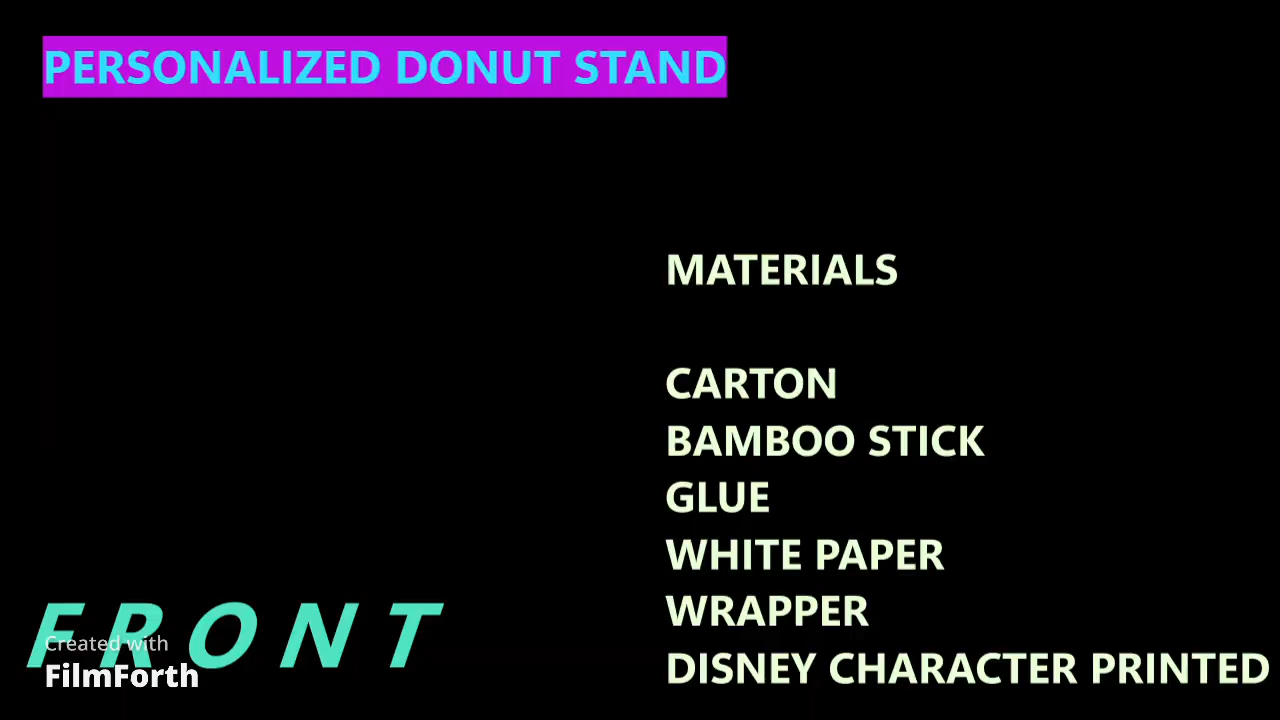 PERSONALIZED DONUT STAND
MATERIALS
CARTON
BAMBOO STICK
GLUE
WHITE PAPER
WRAPPER
DISNEY CHARACTER PRINTED
FRONT
Created with
FilmForth